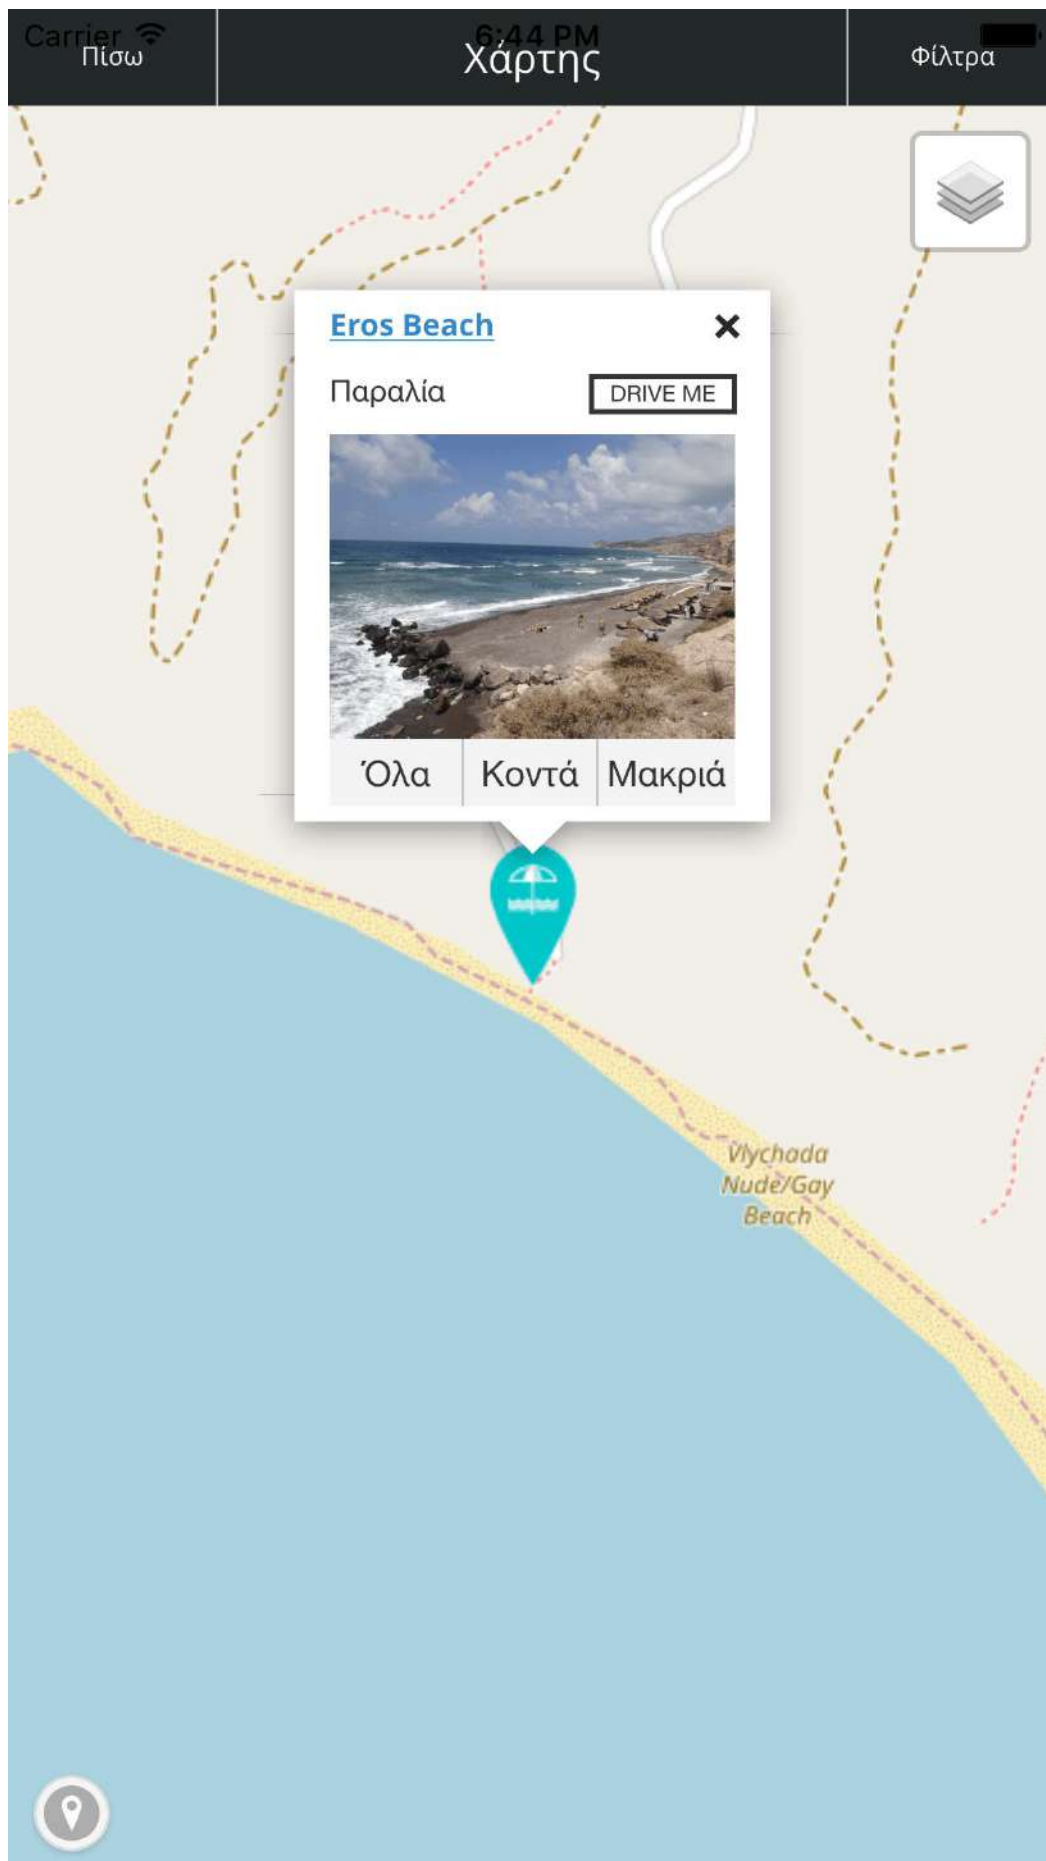 Carrier 6:44 PM
Πίσω Χάρτης Φίλτρα
Eros Beach
Παραλία DRIVE ME
Όλα Κοντά Μακριά
Vlychada
Nude/Gay
Beach